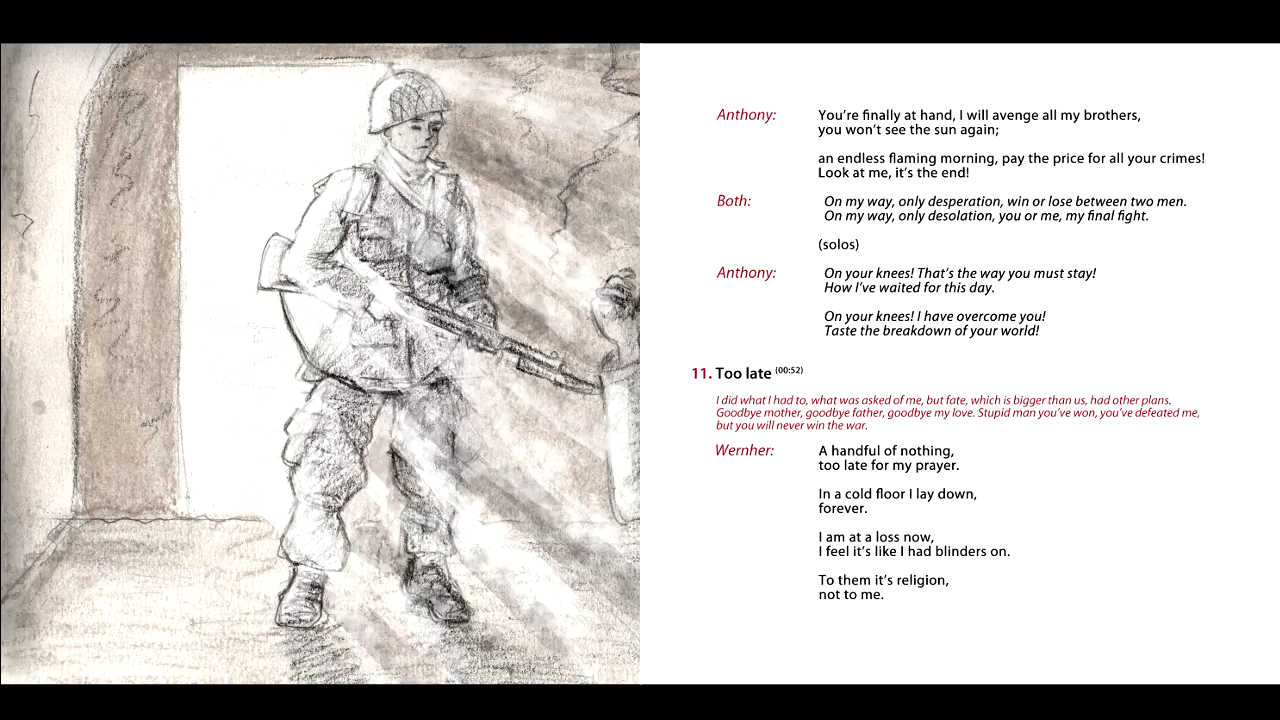 Anthony: You're finally at hand, I will avenge all my brothers,
you won't see the sun again;
an endless flaming morning, pay the price for all your crimes!
Look at me, it's the end!
Both: On my way, only desperation, win or lose between two men.
On my way, only desolation, you or me, my final fight.
(solos)
Anthony: On your knees! That's the way you must stay!
How I've waited for this day.
On your knees! I have overcome you!
Taste the breakdown of your world!
11. Too late (00:52)
I did what I had to, what was asked of me, but fate, which is bigger than us, had other plans.
Goodbye mother, goodbye father, goodbye my love. Stupid man you've won, you've defeated me,
but you will never win the war.
Wernher: A handful of nothing,
too late for my prayer.
In a cold floor I lay down,
forever.
I am at a loss now,
I feel it's like I had blinders on.
To them it's religion,
not to me.